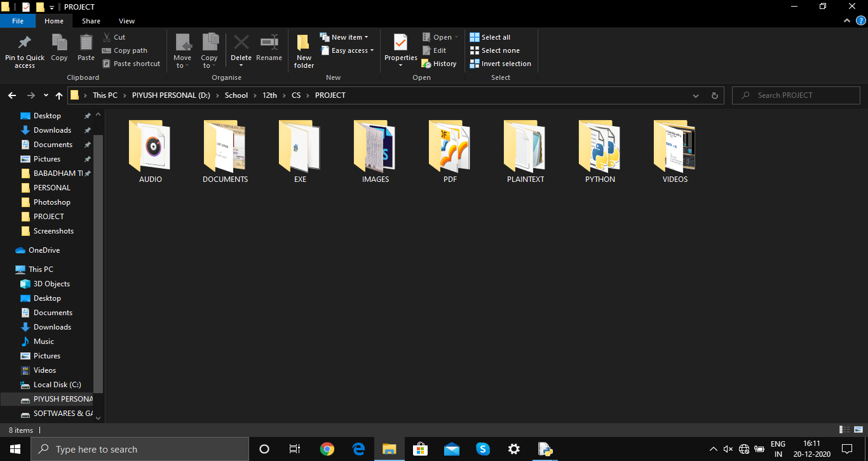 PROJECT
File Home Share View
Pin to Quick access
Copy
Paste
Cut
Copy path
Paste shortcut
Clipboard
Move to
Copy to
Delete
Rename
Organise
New folder
New item
Easy access
New
Properties
Open
Edit
History
Open
Select all
Select none
Invert selection
Select
This PC > PIYUSH PERSONAL (D:) > School > 12th > CS > PROJECT
Search PROJECT
Desktop
Downloads
Documents
Pictures
BABADHAM TI
PERSONAL
Photoshop
PROJECT
Screenshots
OneDrive
This PC
3D Objects
Desktop
Documents
Downloads
Music
Pictures
Videos
Local Disk (C:)
PIYUSH PERSONA
SOFTWARES & GA
AUDIO DOCUMENTS EXE IMAGES PDF PLAINTEXT PYTHON VIDEOS
8 items
Type here to search
ENG
IN
16:11
20-12-2020